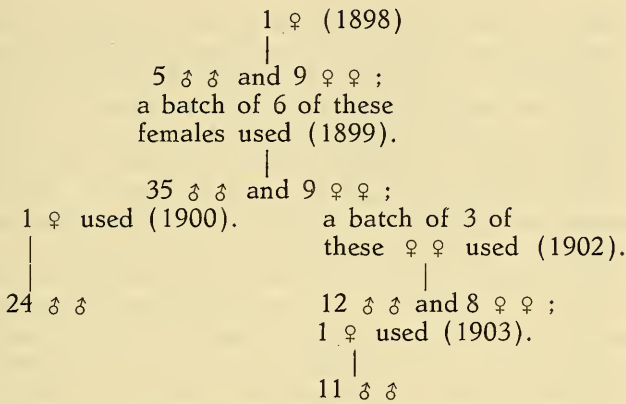 1 ♀ (1898)
5 ♂ ♂ and 9 ♀ ♀ ;
a batch of 6 of these
females used (1899).
35 ♂ ♂ and 9 ♀ ♀ ;
1 ♀ used (1900).
24 ♂ ♂
a batch of 3 of
these ♀ ♀ used (1902).
12 ♂ ♂ and 8 ♀ ♀ ;
1 ♀ used (1903).
11 ♂ ♂